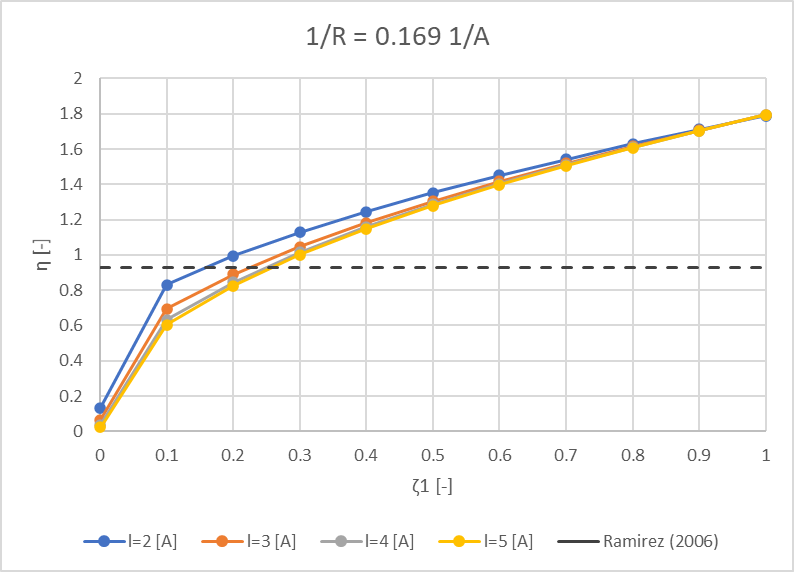 1/R = 0.169 1/A
2
1.8
1.6
1.4
1.2
1
0.8
0.6
0.4
0.2
0
η [-]
0 0.1 0.2 0.3 0.4 0.5 0.6 0.7 0.8 0.9 1
ζ1 [-]
l=2 [A] l=3 [A] l=4 [A] l=5 [A] Ramirez (2006)